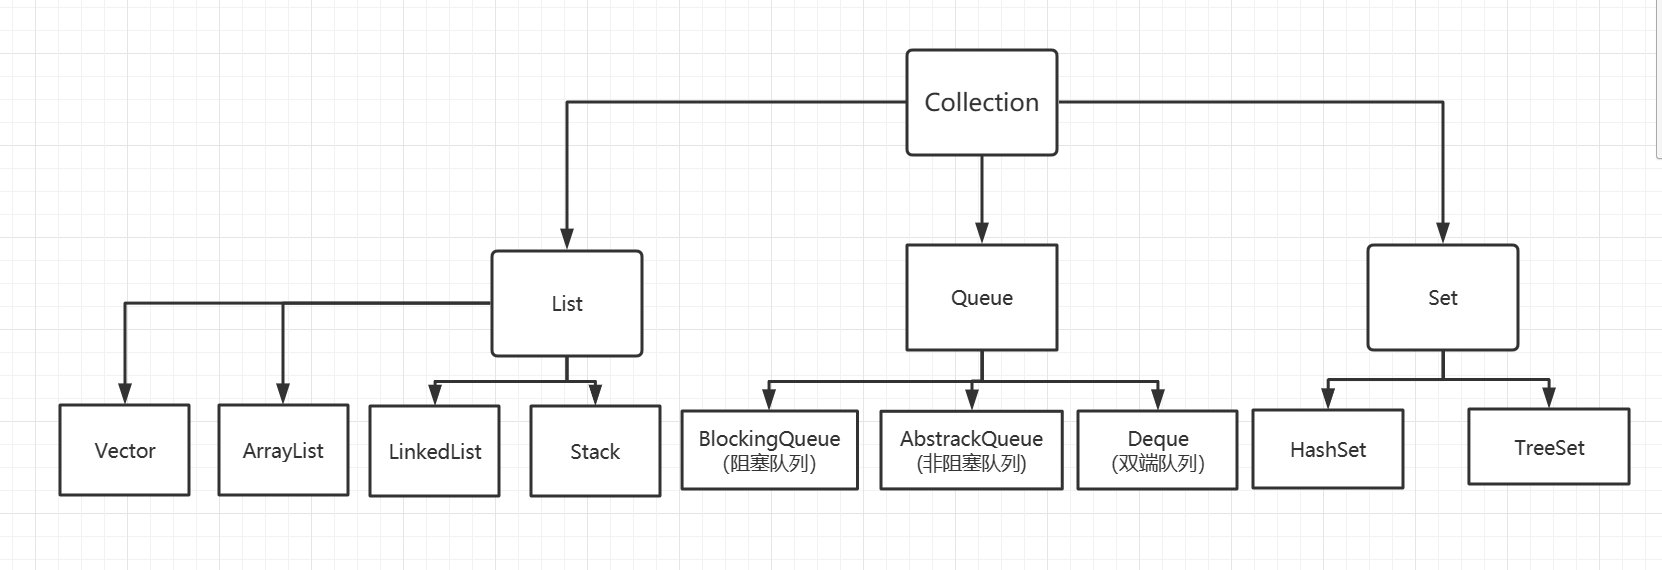 Collection
List
Queue
Set
Vector
ArrayList
LinkedList
Stack
BlockingQueue
(阻塞队列)
AbstrackQueue
(非阻塞队列)
Deque
(双端队列)
HashSet
TreeSet